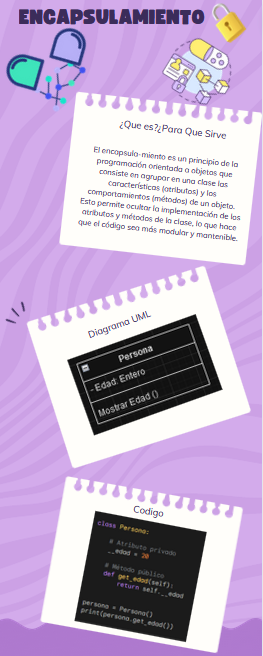 ENCAPSULAMIENTO
¿Que es?¿Para Que Sirve
El encapsula-miento es un principio de la
programación orientada a objetos que
consiste en agrupar en una clase las
características (atributos) y los
comportamientos (métodos) de un objeto.
Esto permite ocultar la implementación de los
atributos y métodos de la clase, lo que hace
que el código sea más modular y mantenible.
Diagrama UML
Persona
- Edad: Entero
Mostrar Edad ()
Codigo
class Persona:
# Atributo privado
__edad = 20
# Método público
def get_edad(self):
return self.__edad
persona = Persona()
print(persona.get_edad())